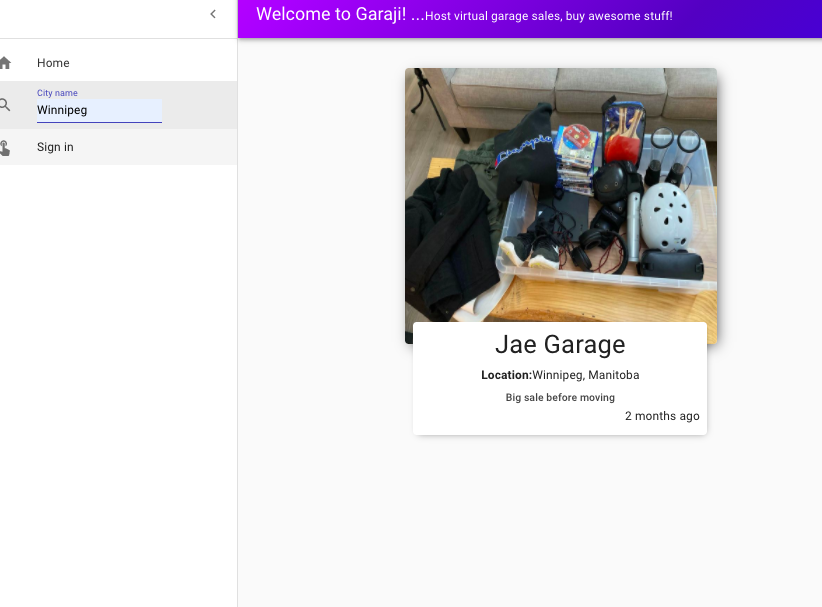 Welcome to Garaji! ...Host virtual garage sales, buy awesome stuff!
Home
City name
Winnipeg
Sign in
Champion
Jae Garage
Location:Winnipeg, Manitoba
Big sale before moving
2 months ago